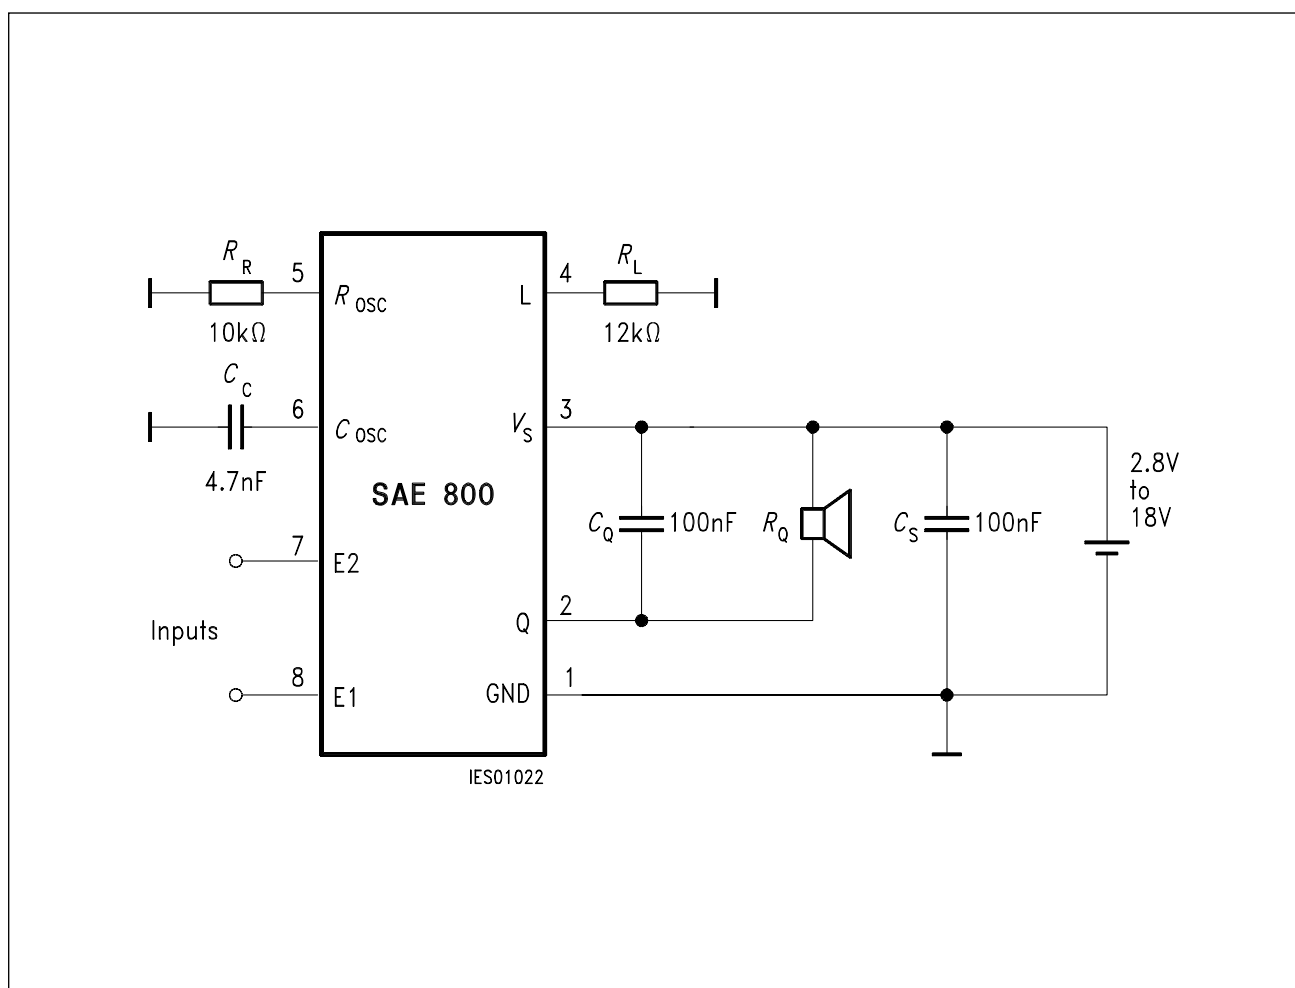 R_R
5
R_OSC
10kΩ
C_C
6
C_OSC
4.7nF
SAE 800
7
E2
Inputs
8
E1
L
4
R_L
12kΩ
V_S
3
C_Q
100nF
R_Q
C_S
100nF
2.8V
to
18V
Q
2
GND
1
IES01022